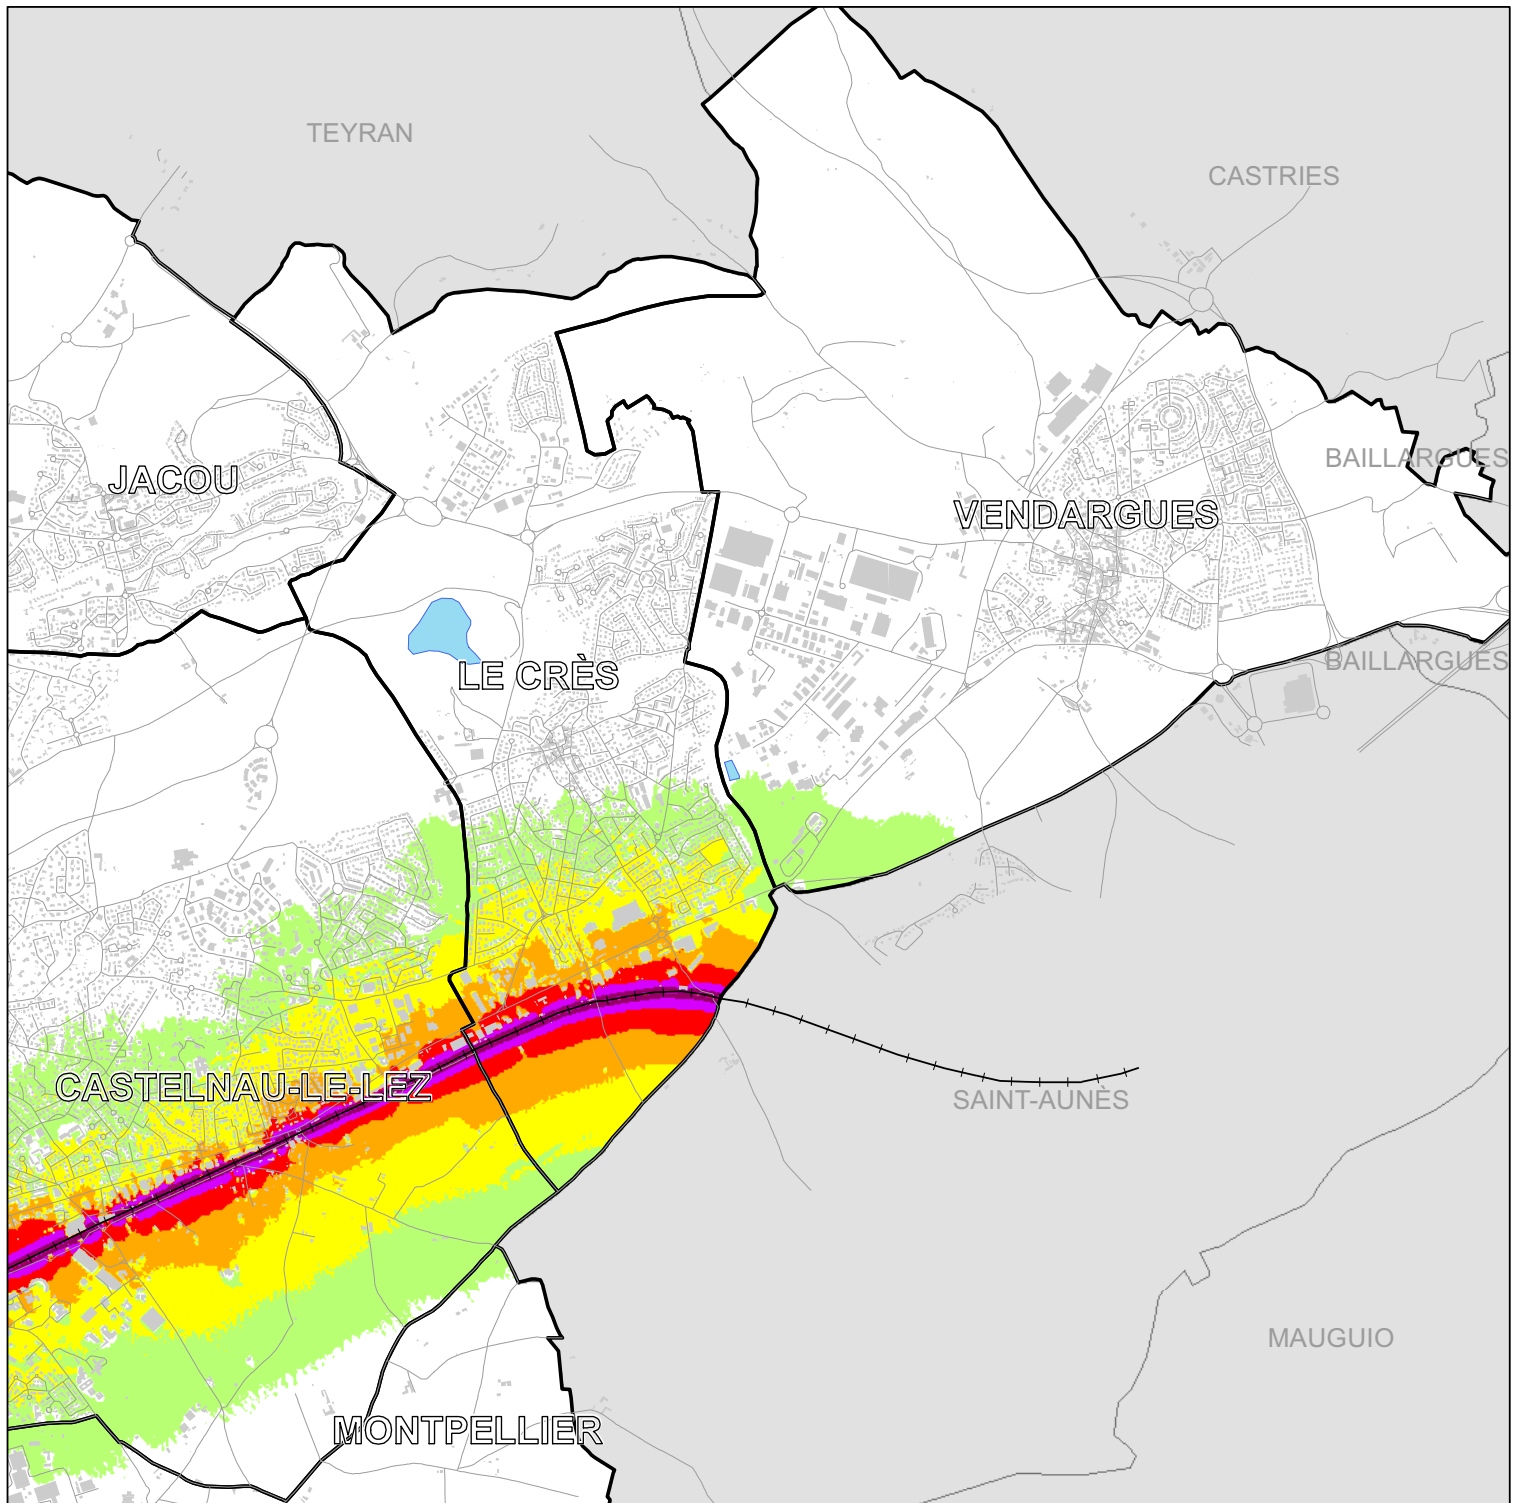 TEYRAN
CASTRIES
BAILLARGUES
JACOU
VENDARGUES
BAILLARGUES
LE CRÈS
CASTELNAU-LE-LEZ
SAINT-AUNÈS
MAUGUIO
MONTPELLIER